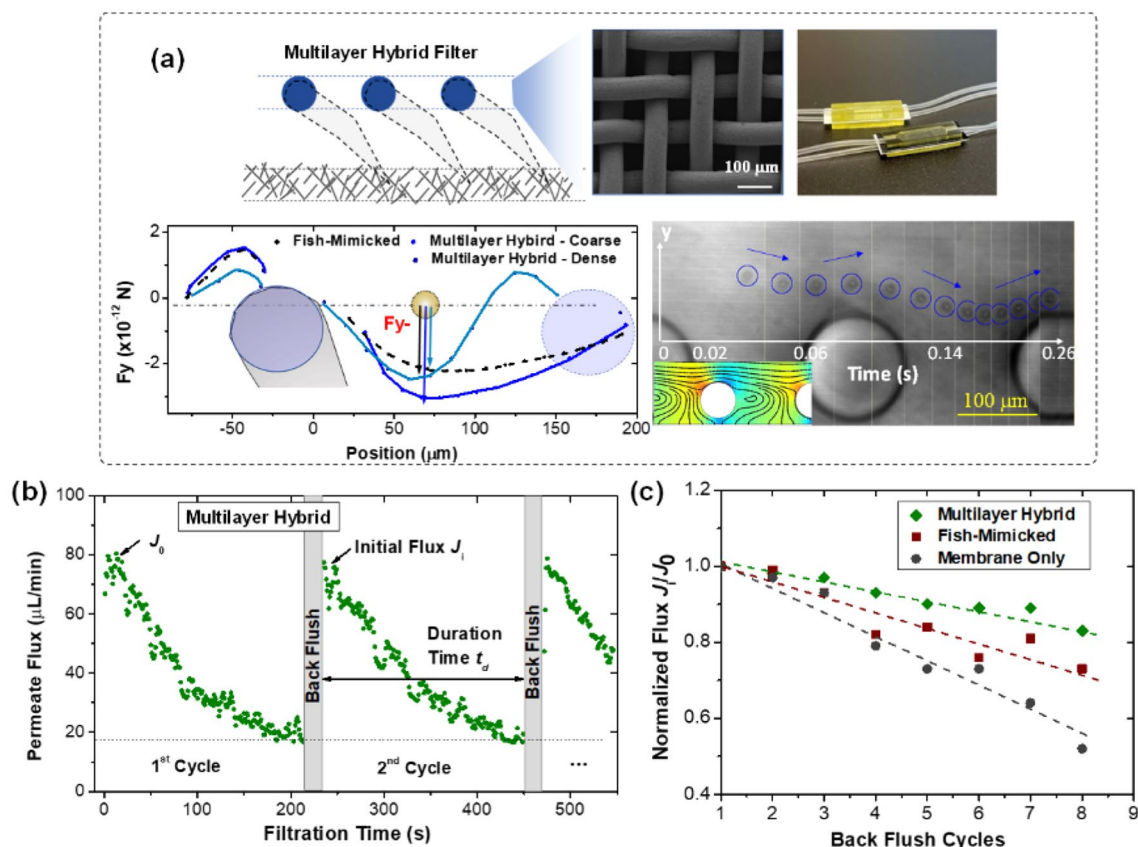 (a)
Multilayer Hybrid Filter
100 μm
Fy (x10⁻¹² N)
2
0
-2
Fish-Mimicked
Multilayer Hybird - Coarse
Multilayer Hybird - Dense
Fy-
-50
0
50
100
150
200
Position (μm)
y
0
0.02
0.06
0.14
0.26
Time (s)
100 μm
(b)
Permeate Flux (μL/min)
100
80
60
40
20
0
Multilayer Hybrid
J₀
Initial Flux Jᵢ
Duration
Time t_d
Back Flush
Back Flush
1ˢᵗ Cycle
2ⁿᵈ Cycle
...
0
100
200
300
400
500
Filtration Time (s)
(c)
Normalized Flux Jᵢ/J₀
1.2
1.0
0.8
0.6
0.4
Multilayer Hybrid
Fish-Mimicked
Membrane Only
1
2
3
4
5
6
7
8
9
Back Flush Cycles